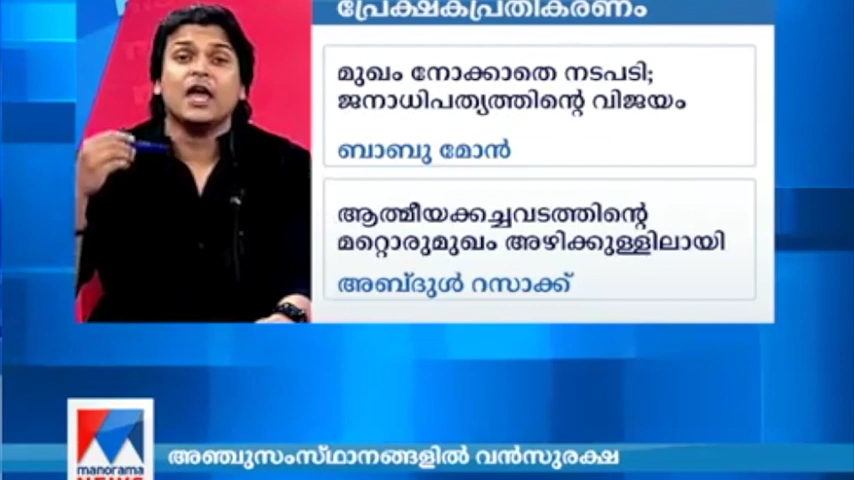 പ്രേക്ഷകപ്രതികരണം
മുഖം നോക്കാതെ നടപടി;
ജനാധിപത്യത്തിന്റെ വിജയം
ബാബു മോൻ
ആത്മീയക്കച്ചവടത്തിന്റെ
മറ്റൊരുമുഖം അഴിക്കുള്ളിലായി
അബ്ദുൾ റസാക്ക്
manorama
NEWS
അഞ്ചുസംസ്ഥാനങ്ങളിൽ വൻസുരക്ഷ